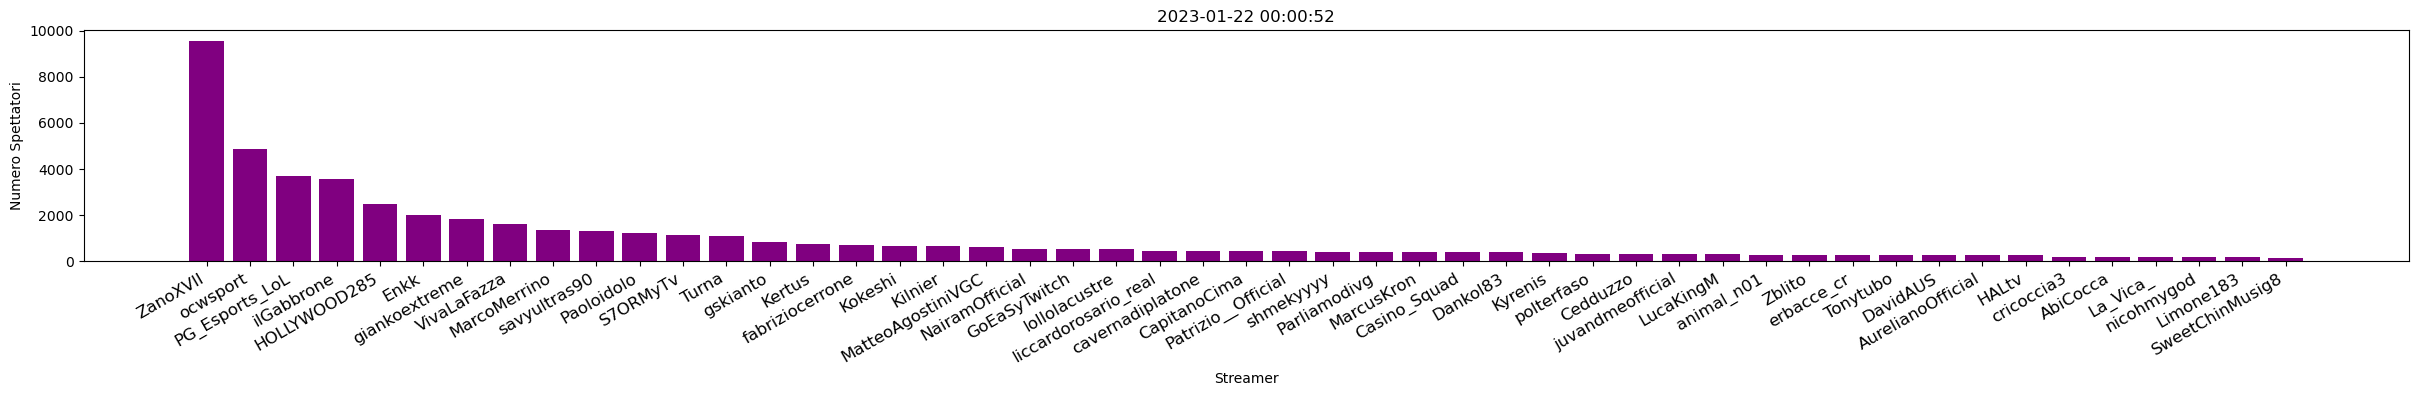 2023-01-22 00:00:52
Numero Spettatori
10000
8000
6000
4000
2000
0
ZanoXVII
ocwsport
PG_Esports_LoL
ilGabbrone
HOLLYWOOD285
Enkk
giankoextreme
VivaLaFazza
MarcoMerrino
savyultras90
Paoloidolo
S7ORMyTv
Turna
gskianto
Kertus
fabriziocerrone
Kokeshi
Kilnier
MatteoAgostiniVGC
NairamOfficial
GoEaSyTwitch
lollolacustre
liccardorosario_real
cavernadiplatone
CapitanoCima
Patrizio__Official
shmekyyyy
Parliamodivg
MarcusKron
Casino_Squad
Dankol83
Kyrenis
polterfaso
Cedduzzo
juvandmeofficial
LucaKingM
animal_n01
Zblito
erbacce_cr
Tonytubo
DavidAUS
AurelianoOfficial
HALtv
cricoccia3
AbiCocca
La_Vica_
nicohmygod
Limone183
SweetChinMusig8
Streamer